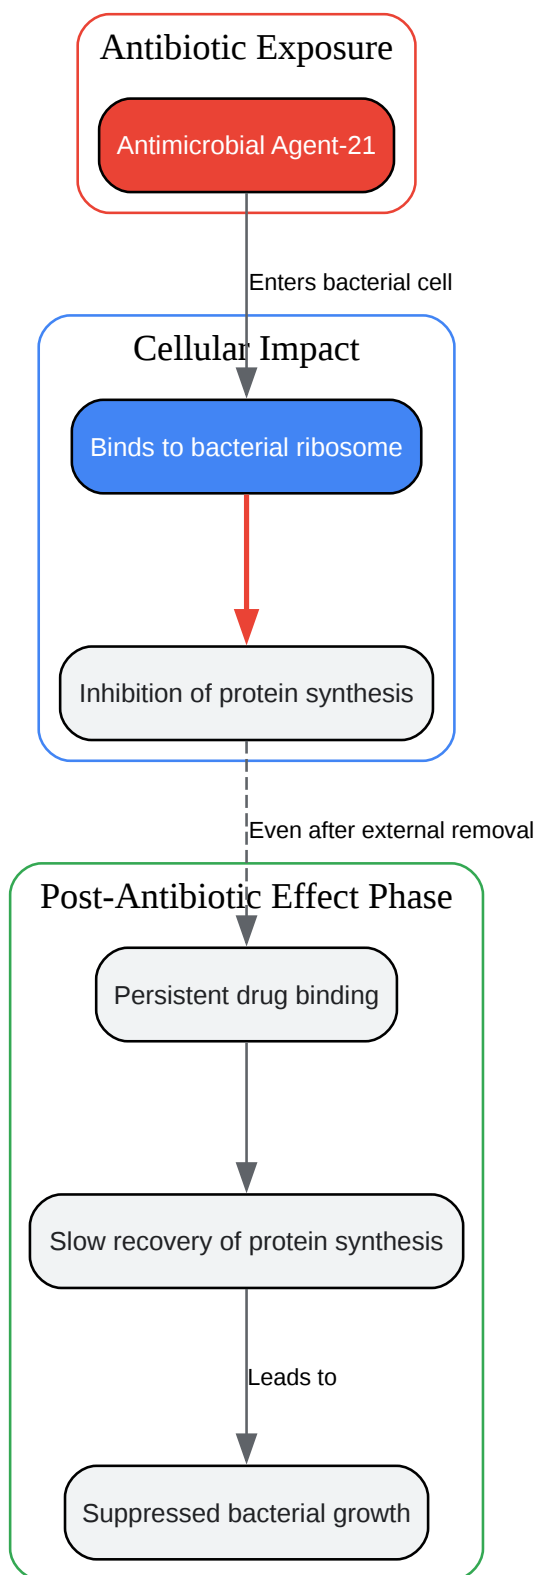 Antibiotic Exposure
Antimicrobial Agent-21
Enters bacterial cell
Cellular Impact
Binds to bacterial ribosome
Inhibition of protein synthesis
Even after external removal
Post-Antibiotic Effect Phase
Persistent drug binding
Slow recovery of protein synthesis
Leads to
Suppressed bacterial growth